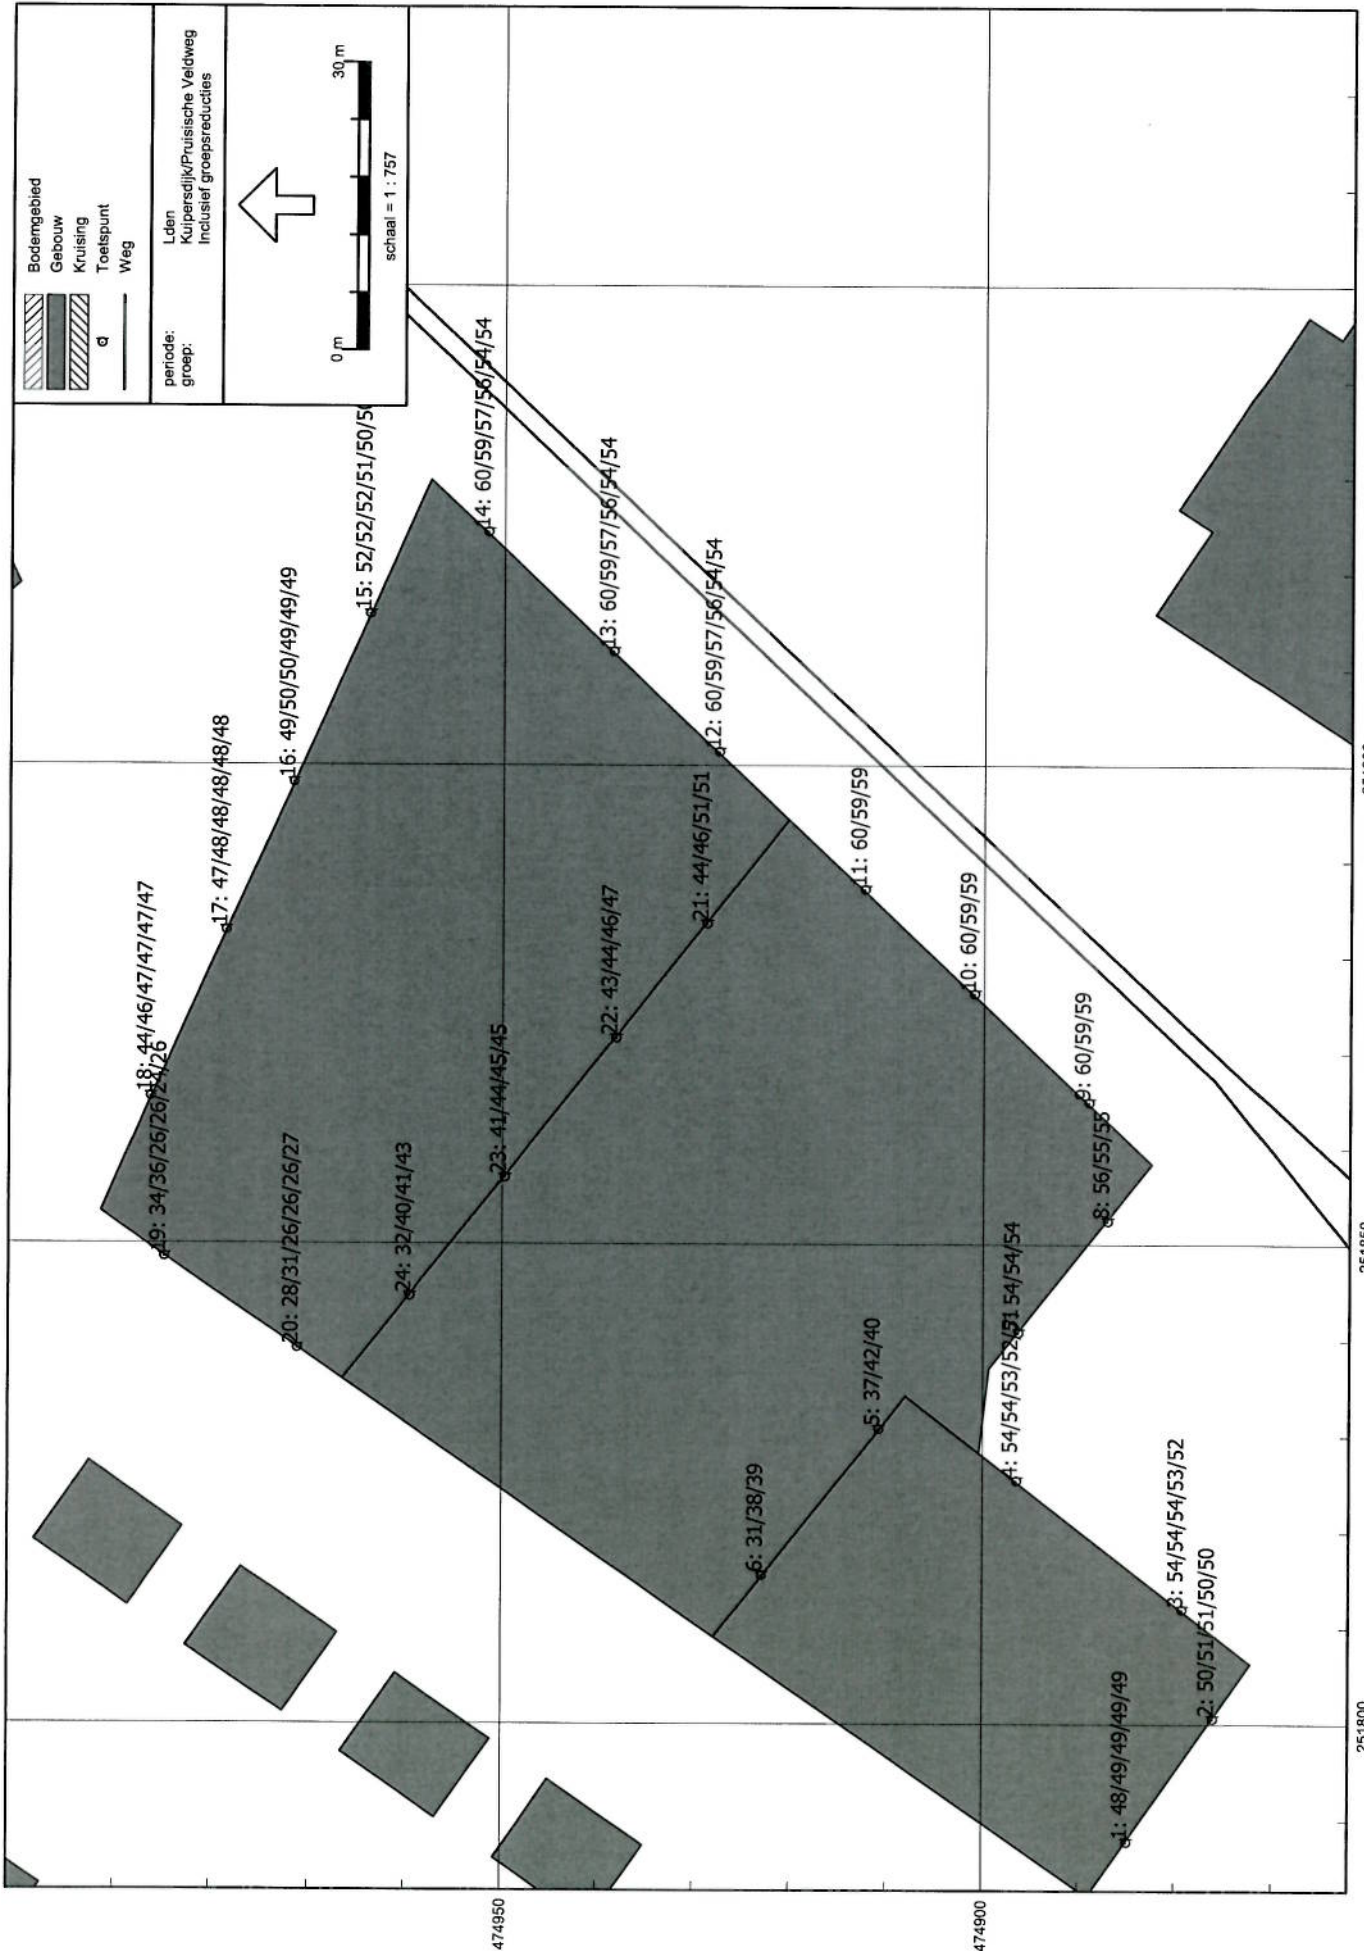 Bodemgebied
Gebouw
Kruising
Toetspunt
Weg
periode: Lden
groep: Kuipersdijk/Pruisische Veldweg
Inclusief groepsreducties
0 m 30 m
schaal = 1 : 757
18: 44/46/47/47/47/47
19: 34/36/26/26/24/26
17: 47/48/48/48/48/48
16: 49/50/50/49/49/49
15: 52/52/52/51/50/50
14: 60/59/57/56/54/54
20: 28/31/26/26/26/27
24: 32/40/41/43
23: 41/44/45/45
22: 43/44/46/47
21: 44/46/51/51
13: 60/59/57/56/54/54
12: 60/59/57/56/54/54
11: 60/59/59
10: 60/59/59
9: 60/59/59
8: 56/55/55
54/54/54
4: 54/54/53/52/51
5: 37/42/40
6: 31/38/39
3: 54/54/54/53/52
2: 50/51/51/50/50
1: 48/49/49/49/49
474950
474900
251800
251850